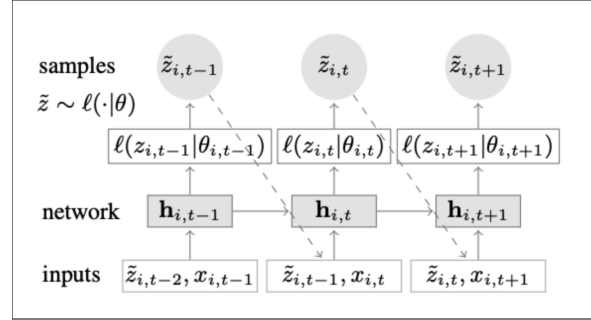 samples z̃_{i,t−1} z̃_{i,t} z̃_{i,t+1}
z̃ ∼ ℓ(·|θ)
ℓ(z_{i,t−1}|θ_{i,t−1}) ℓ(z_{i,t}|θ_{i,t}) ℓ(z_{i,t+1}|θ_{i,t+1})
network h_{i,t−1} h_{i,t} h_{i,t+1}
inputs z̃_{i,t−2}, x_{i,t−1} z̃_{i,t−1}, x_{i,t} z̃_{i,t}, x_{i,t+1}